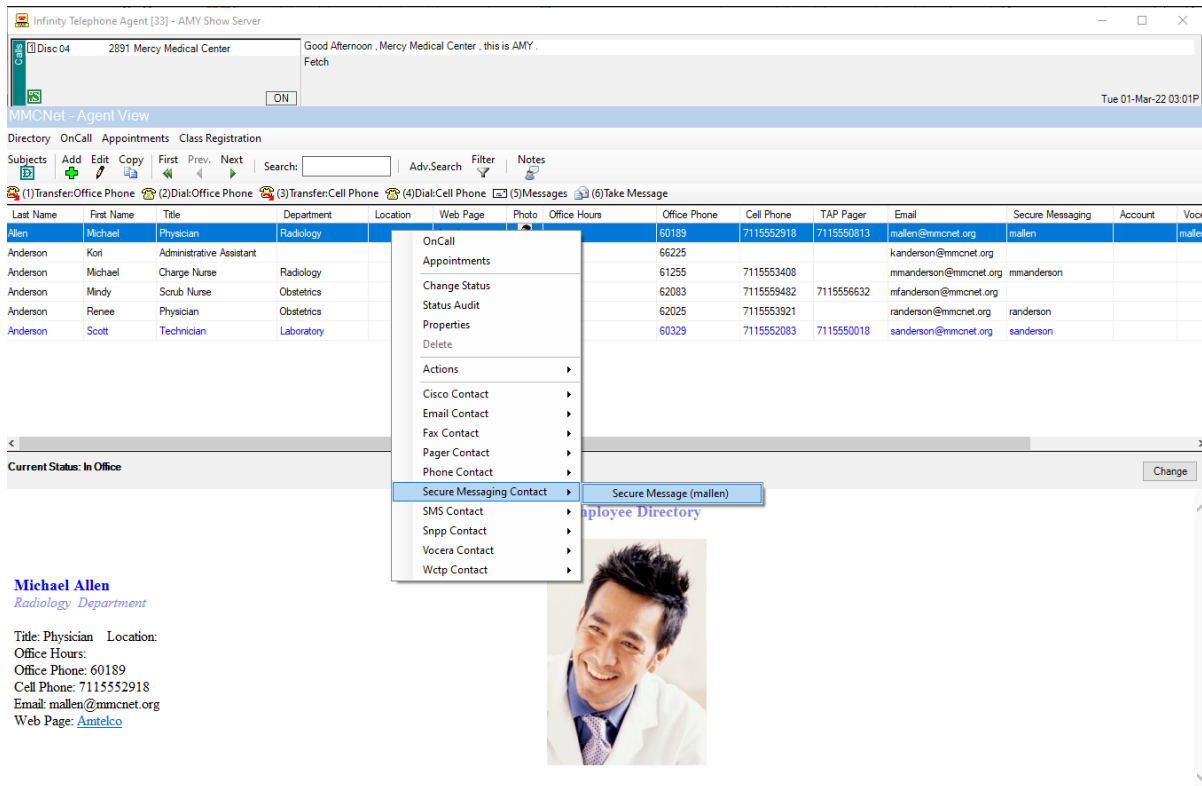 Infinity Telephone Agent [33] - AMY Show Server
Calls
1 Disc 04 2891 Mercy Medical Center
Good Afternoon , Mercy Medical Center , this is AMY .
Fetch
ON
Tue 01-Mar-22 03:01P
MMCNet - Agent View
Directory OnCall Appointments Class Registration
Subjects Add Edit Copy First Prev. Next Search: Adv.Search Filter Notes
(1)Transfer:Office Phone (2)Dial:Office Phone (3)Transfer:Cell Phone (4)Dial:Cell Phone (5)Messages (6)Take Message
Last Name First Name Title Department Location Web Page Photo Office Hours Office Phone Cell Phone TAP Pager Email Secure Messaging Account Voce
Allen Michael Physician Radiology 60189 7115552918 7115550813 mallen@mmcnet.org mallen malle
Anderson Kori Administrative Assistant 66225 kanderson@mmcnet.org
Anderson Michael Charge Nurse Radiology 61255 7115553408 mmanderson@mmcnet.org mmanderson
Anderson Mindy Scrub Nurse Obstetrics 62083 7115559482 7115556632 mfanderson@mmcnet.org
Anderson Renee Physician Obstetrics 62025 7115553921 randerson@mmcnet.org randerson
Anderson Scott Technician Laboratory 60329 7115552083 7115550018 sanderson@mmcnet.org sanderson
OnCall
Appointments
Change Status
Status Audit
Properties
Delete
Actions
Cisco Contact
Email Contact
Fax Contact
Pager Contact
Phone Contact
Secure Messaging Contact
Secure Message (mallen)
SMS Contact
Snpp Contact
Vocera Contact
Wctp Contact
Current Status: In Office
Change
Directory
Michael Allen
Radiology Department
Title: Physician Location:
Office Hours:
Office Phone: 60189
Cell Phone: 7115552918
Email: mallen@mmcnet.org
Web Page: Amtelco